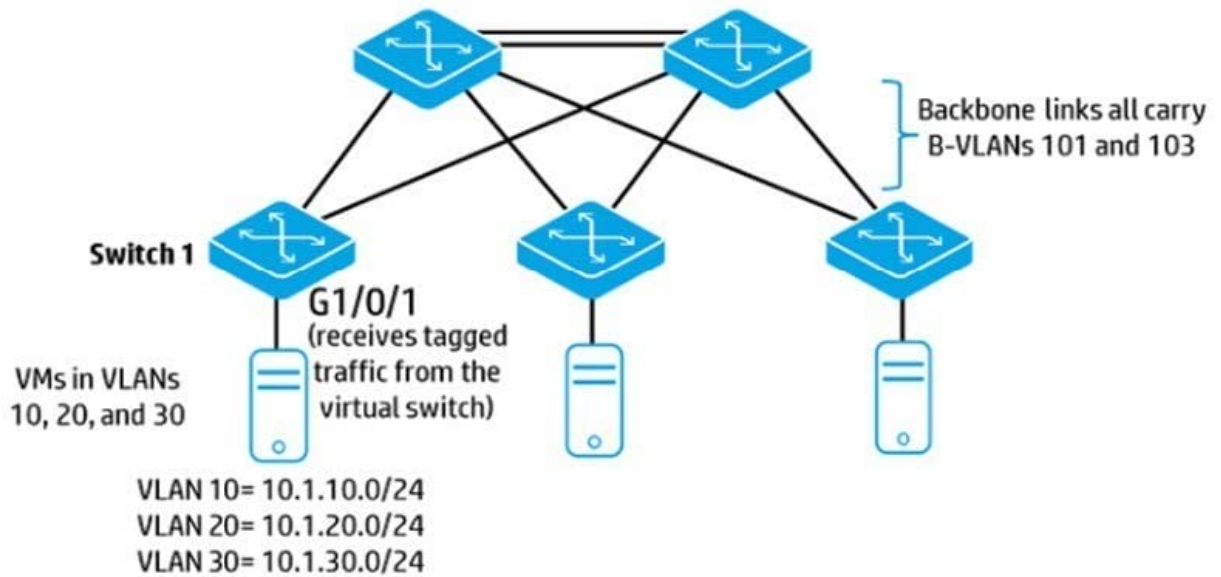 Backbone links all carry
B-VLANs 101 and 103
Switch 1
G1/0/1
(receives tagged
traffic from the
virtual switch)
VMs in VLANs
10, 20, and 30
VLAN 10= 10.1.10.0/24
VLAN 20= 10.1.20.0/24
VLAN 30= 10.1.30.0/24